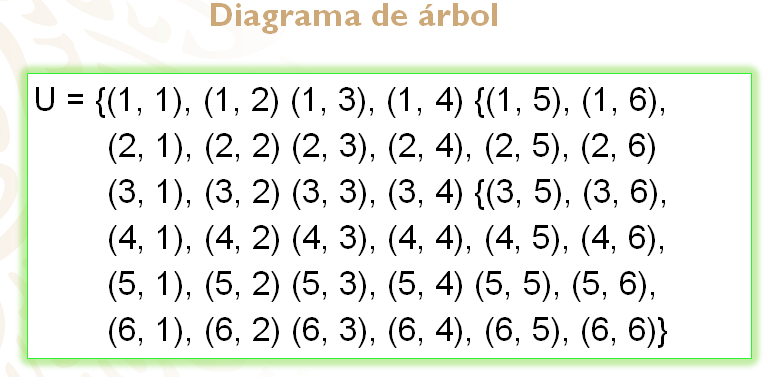 Diagrama de árbol
U = {(1, 1), (1, 2) (1, 3), (1, 4) {(1, 5), (1, 6),
(2, 1), (2, 2) (2, 3), (2, 4), (2, 5), (2, 6)
(3, 1), (3, 2) (3, 3), (3, 4) {(3, 5), (3, 6),
(4, 1), (4, 2) (4, 3), (4, 4), (4, 5), (4, 6),
(5, 1), (5, 2) (5, 3), (5, 4) (5, 5), (5, 6),
(6, 1), (6, 2) (6, 3), (6, 4), (6, 5), (6, 6)}